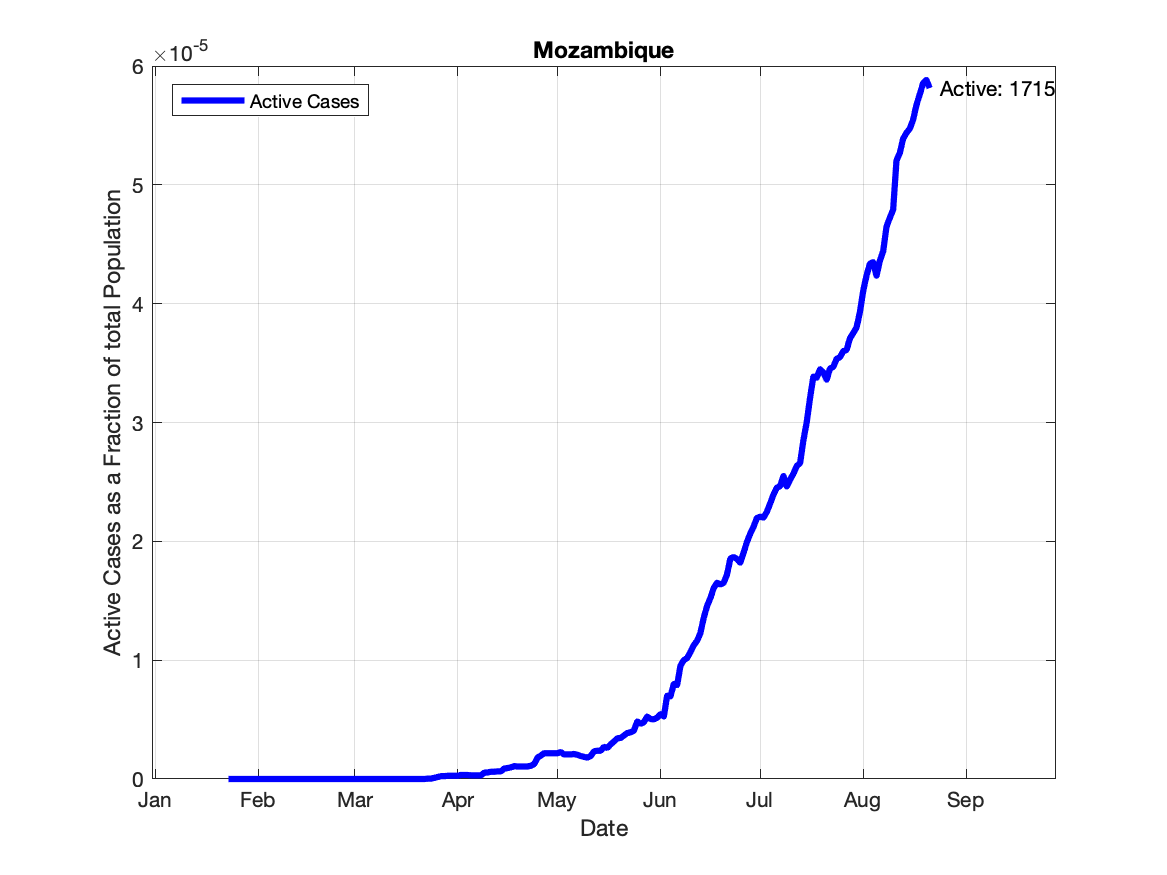 Mozambique
×10-5
Active Cases
Active: 1715
Active Cases as a Fraction of total Population
6
5
4
3
2
1
0
Jan Feb Mar Apr May Jun Jul Aug Sep
Date